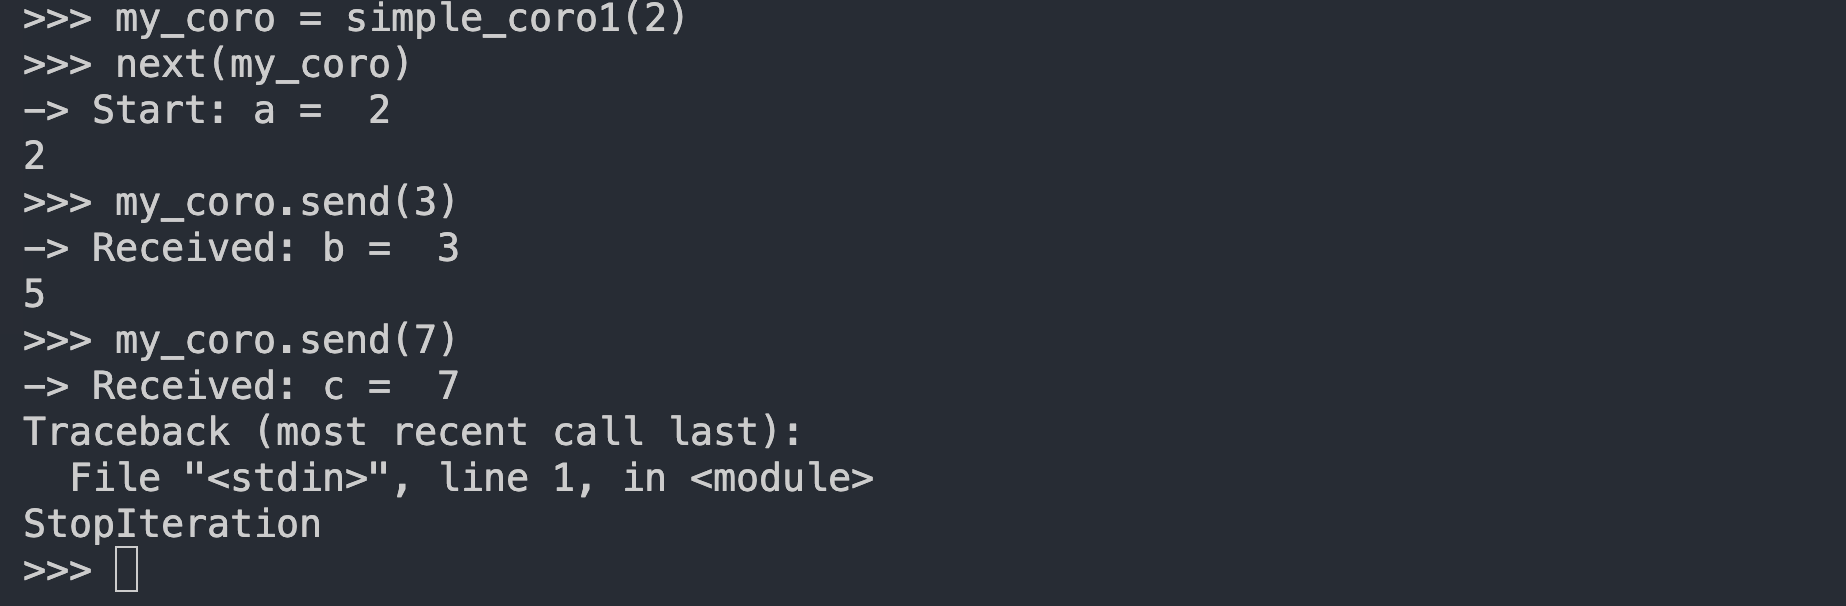 >>> my_coro = simple_coro1(2)
>>> next(my_coro)
-> Start: a =  2
2
>>> my_coro.send(3)
-> Received: b =  3
5
>>> my_coro.send(7)
-> Received: c =  7
Traceback (most recent call last):
  File "<stdin>", line 1, in <module>
StopIteration
>>>